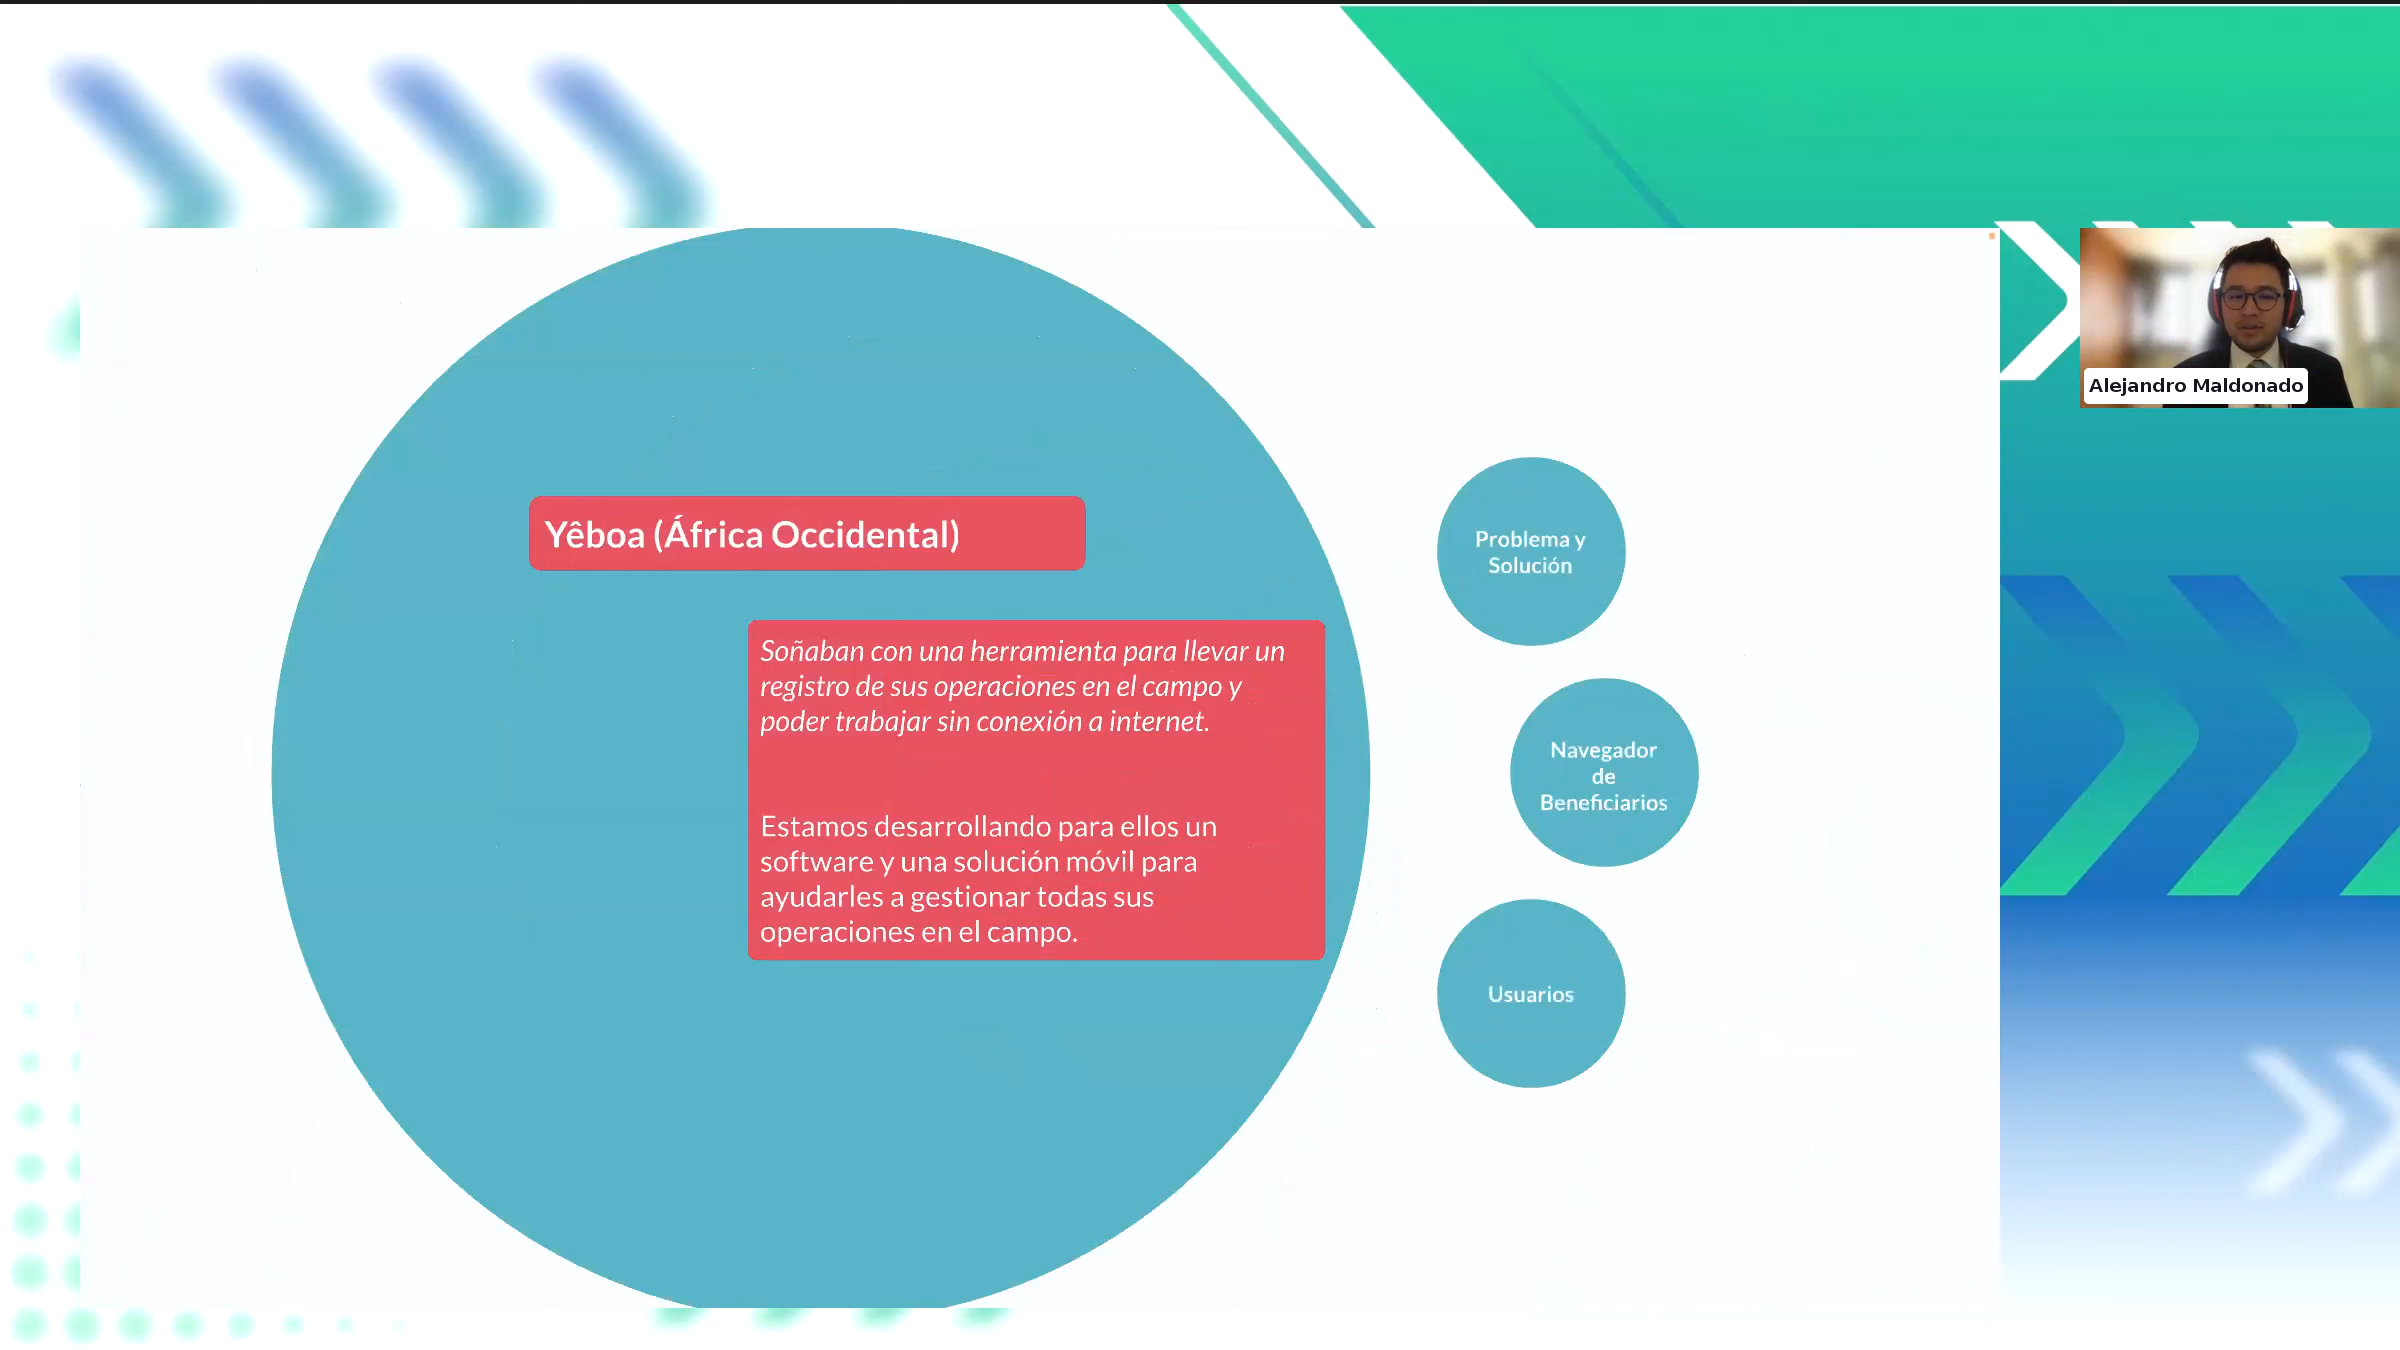 Yêboa (África Occidental)
Soñaban con una herramienta para llevar un
registro de sus operaciones en el campo y
poder trabajar sin conexión a internet.
Estamos desarrollando para ellos un
software y una solución móvil para
ayudarles a gestionar todas sus
operaciones en el campo.
Problema y
Solución
Navegador
de
Beneficiarios
Usuarios
Alejandro Maldonado